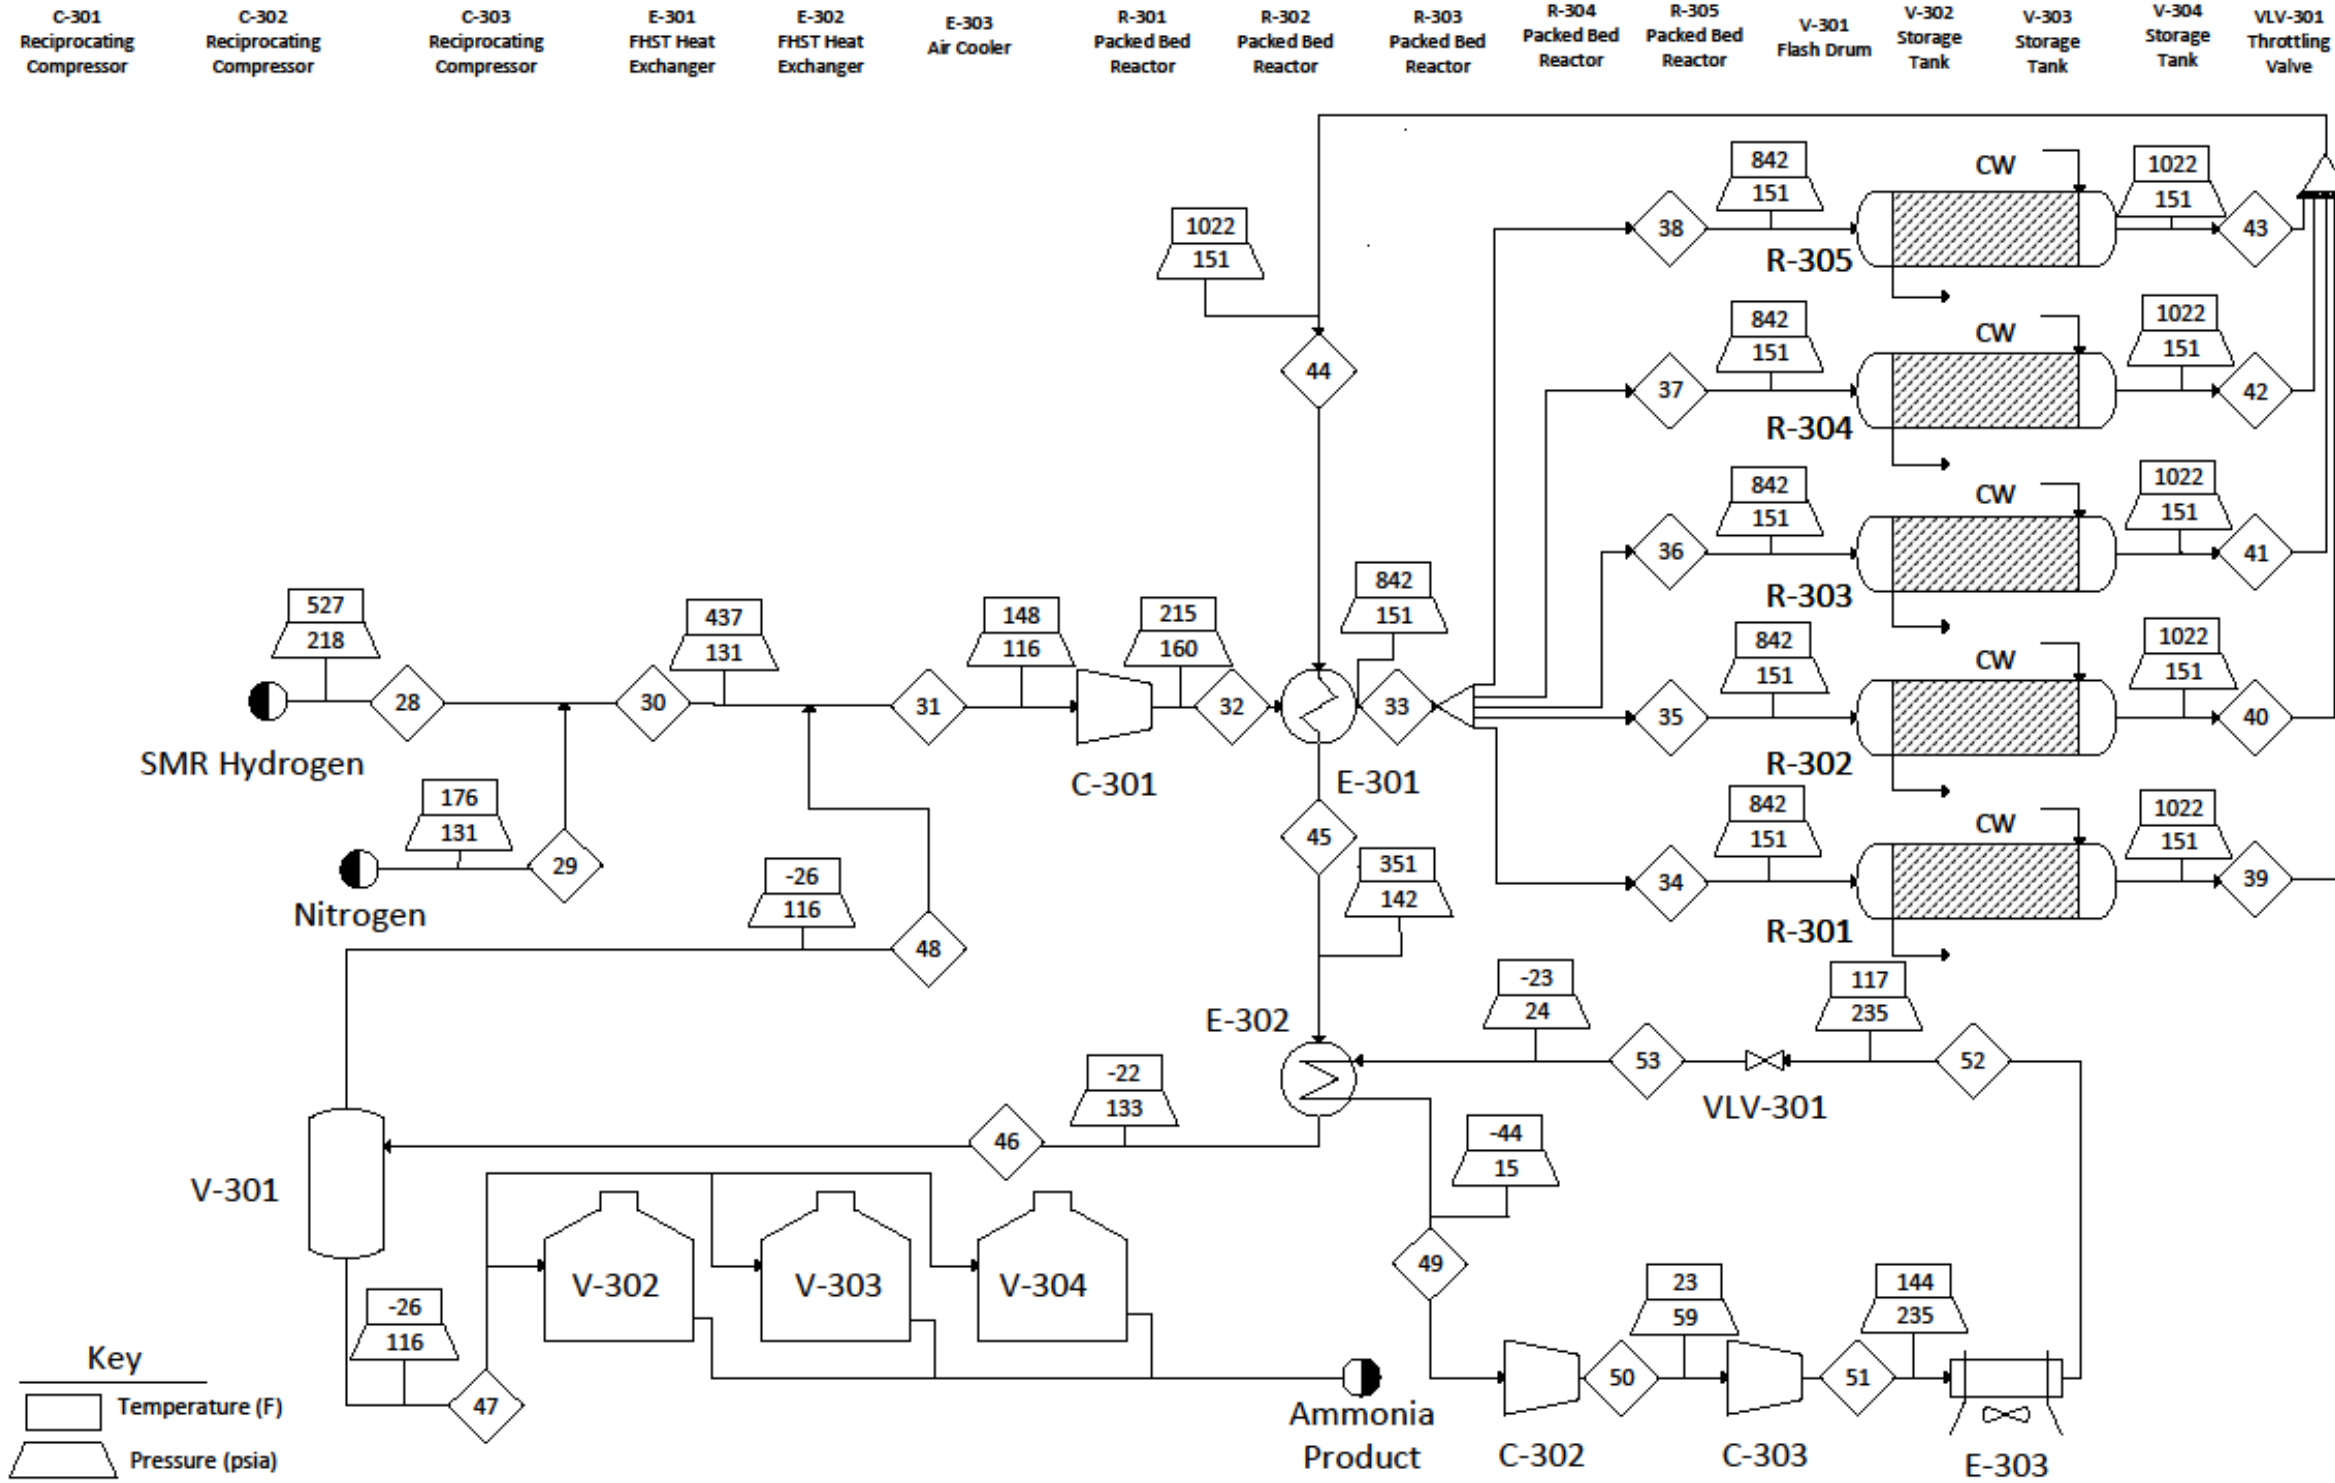 C-301
Reciprocating
Compressor
C-302
Reciprocating
Compressor
C-303
Reciprocating
Compressor
E-301
FHST Heat
Exchanger
E-302
FHST Heat
Exchanger
E-303
Air Cooler
R-301
Packed Bed
Reactor
R-302
Packed Bed
Reactor
R-303
Packed Bed
Reactor
R-304
Packed Bed
Reactor
R-305
Packed Bed
Reactor
V-301
Flash Drum
V-302
Storage
Tank
V-303
Storage
Tank
V-304
Storage
Tank
VLV-301
Throttling
Valve
842
151
CW
1022
151
38
43
R-305
1022
151
44
842
151
CW
1022
151
37
42
R-304
842
151
CW
1022
151
36
41
R-303
527
218
28
SMR Hydrogen
437
131
30
31
148
116
C-301
215
160
32
E-301
842
151
33
842
151
CW
1022
151
35
40
R-302
176
131
29
Nitrogen
-26
116
48
45
351
142
842
151
CW
1022
151
34
39
R-301
E-302
-23
24
53
VLV-301
117
235
52
-22
133
46
V-301
-44
15
49
V-302
V-303
V-304
-26
116
47
Ammonia
Product
23
59
50
C-302
144
235
51
C-303
E-303
Key
Temperature (F)
Pressure (psia)